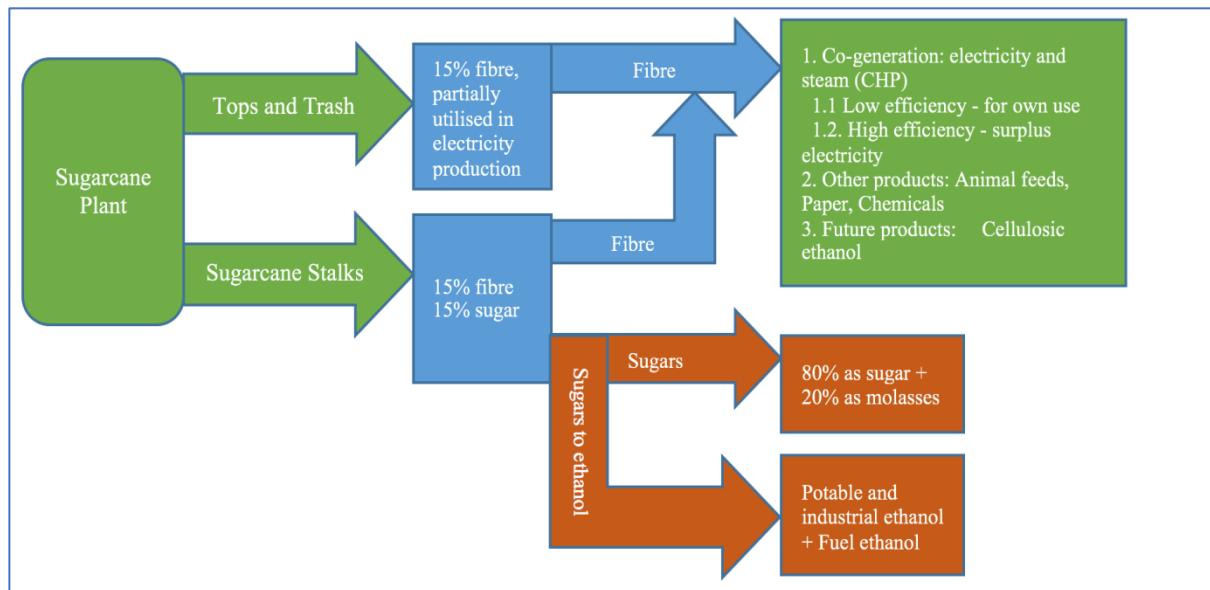 Sugarcane
Plant
Tops and Trash
Sugarcane Stalks
15% fibre,
partially
utilised in
electricity
production
15% fibre
15% sugar
Fibre
Fibre
Sugars
Sugars to ethanol
1. Co-generation: electricity and
steam (CHP)
1.1 Low efficiency - for own use
1.2. High efficiency - surplus
electricity
2. Other products: Animal feeds,
Paper, Chemicals
3. Future products: Cellulosic
ethanol
80% as sugar +
20% as molasses
Potable and
industrial ethanol
+ Fuel ethanol